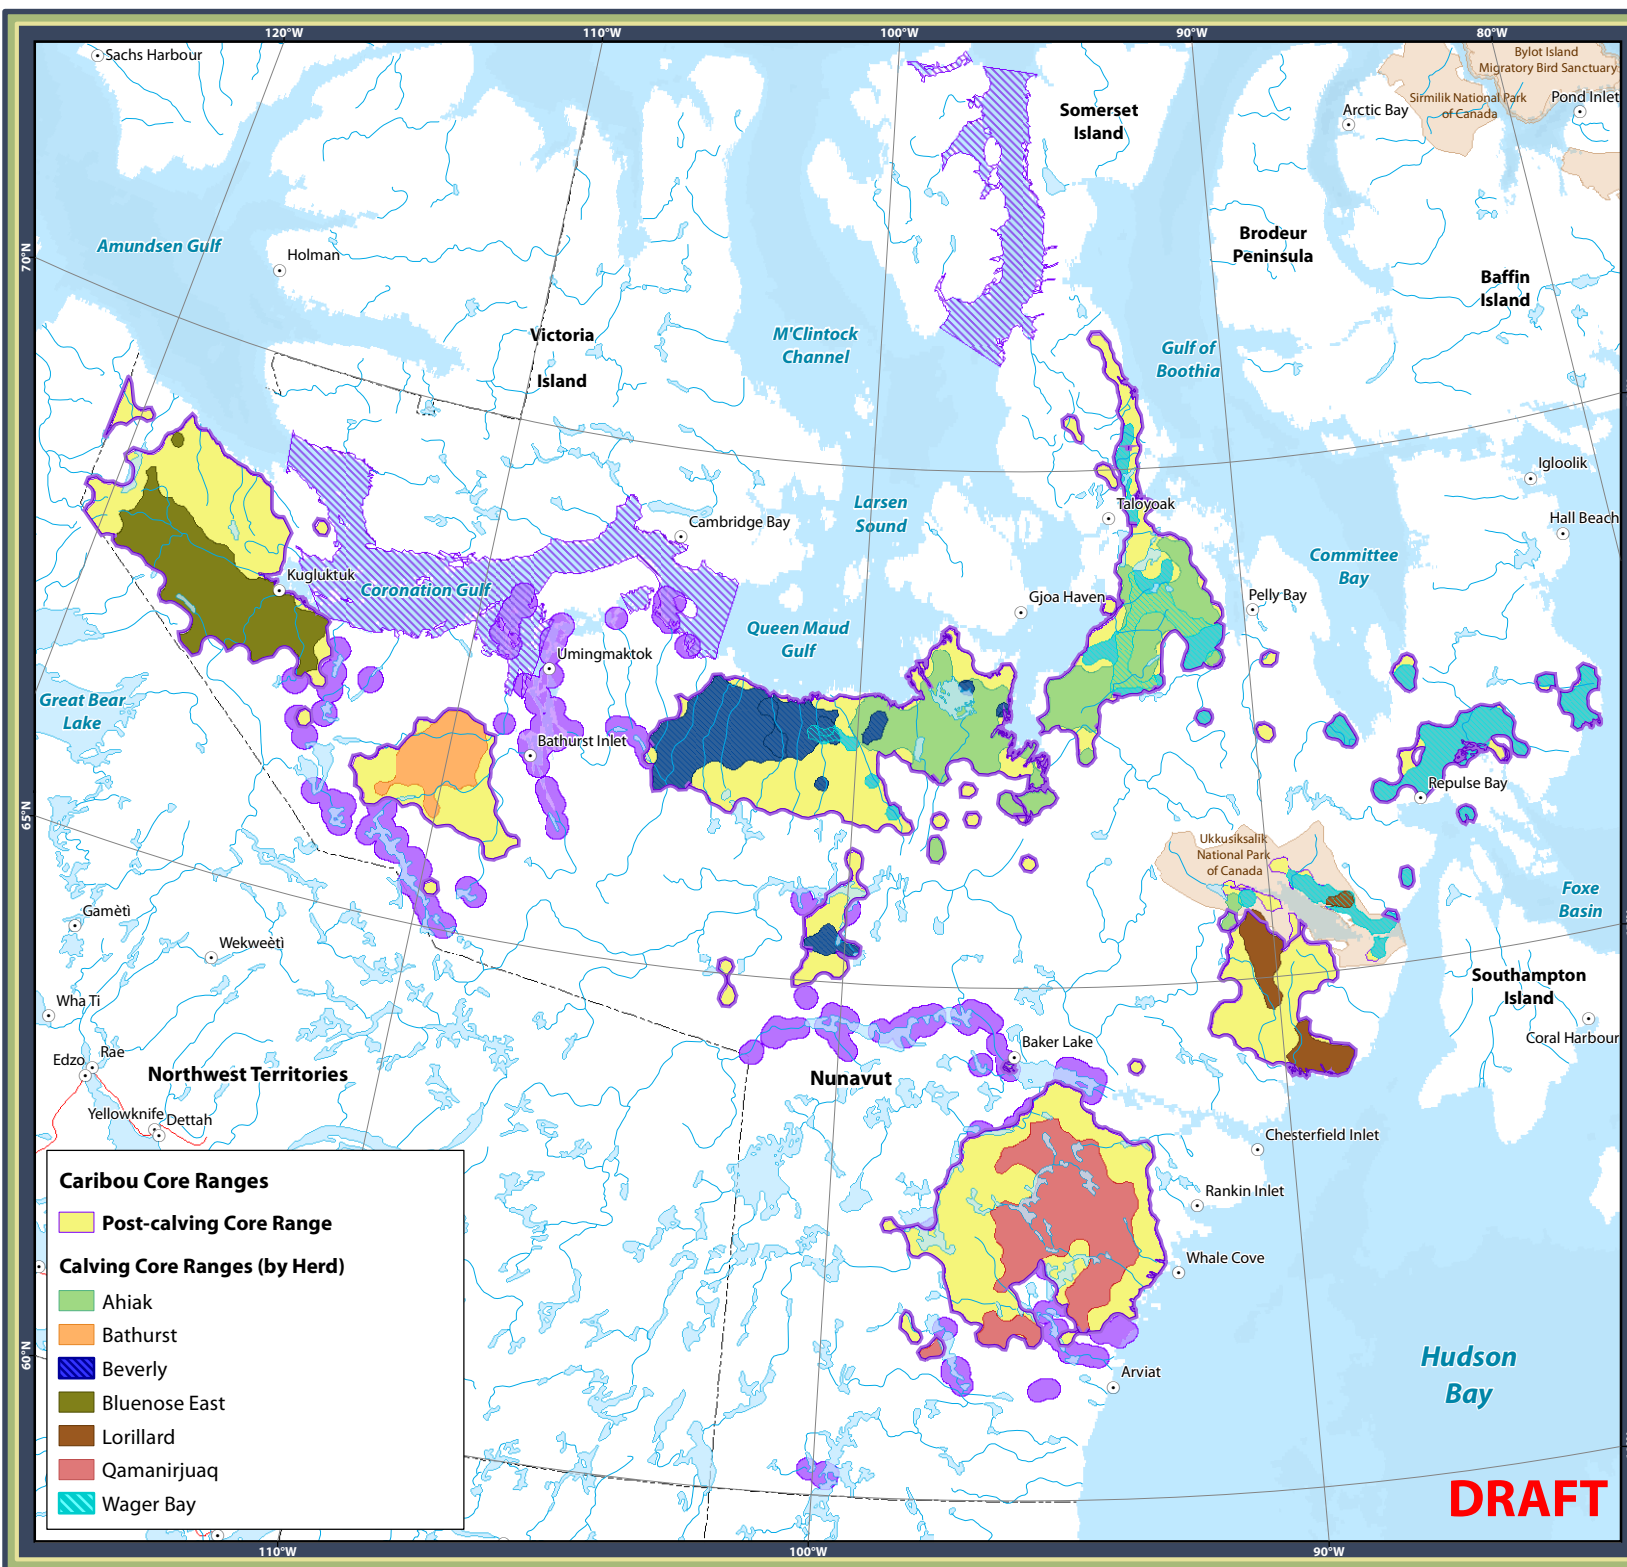 120°W
110°W
100°W
90°W
80°W
Sachs Harbour
Bylot Island
Migratory Bird Sanctuary
Sirmilik National Park
of Canada
Pond Inlet
Arctic Bay
Somerset
Island
70°N
Amundsen Gulf
Holman
Brodeur
Peninsula
Baffin
Island
Victoria
Island
M'Clintock
Channel
Gulf of
Boothia
Igloolik
Larsen
Sound
Taloyoak
Cambridge Bay
Hall Beach
Committee
Bay
Kugluktuk
Coronation Gulf
Gjoa Haven
Pelly Bay
Queen Maud
Gulf
Umingmaktok
Great Bear
Lake
Bathurst Inlet
Repulse Bay
65°N
Ukkusiksalik
National Park
of Canada
Foxe
Basin
Gamètì
Wekweètì
Southampton
Island
Wha Ti
Coral Harbour
Edzo
Rae
Baker Lake
Northwest Territories
Nunavut
Yellowknife
Dettah
Chesterfield Inlet
Rankin Inlet
Whale Cove
Arviat
60°N
Hudson
Bay
Caribou Core Ranges
Post-calving Core Range
Calving Core Ranges (by Herd)
Ahiak
Bathurst
Beverly
Bluenose East
Lorillard
Qamanirjuaq
Wager Bay
DRAFT
110°W
100°W
90°W